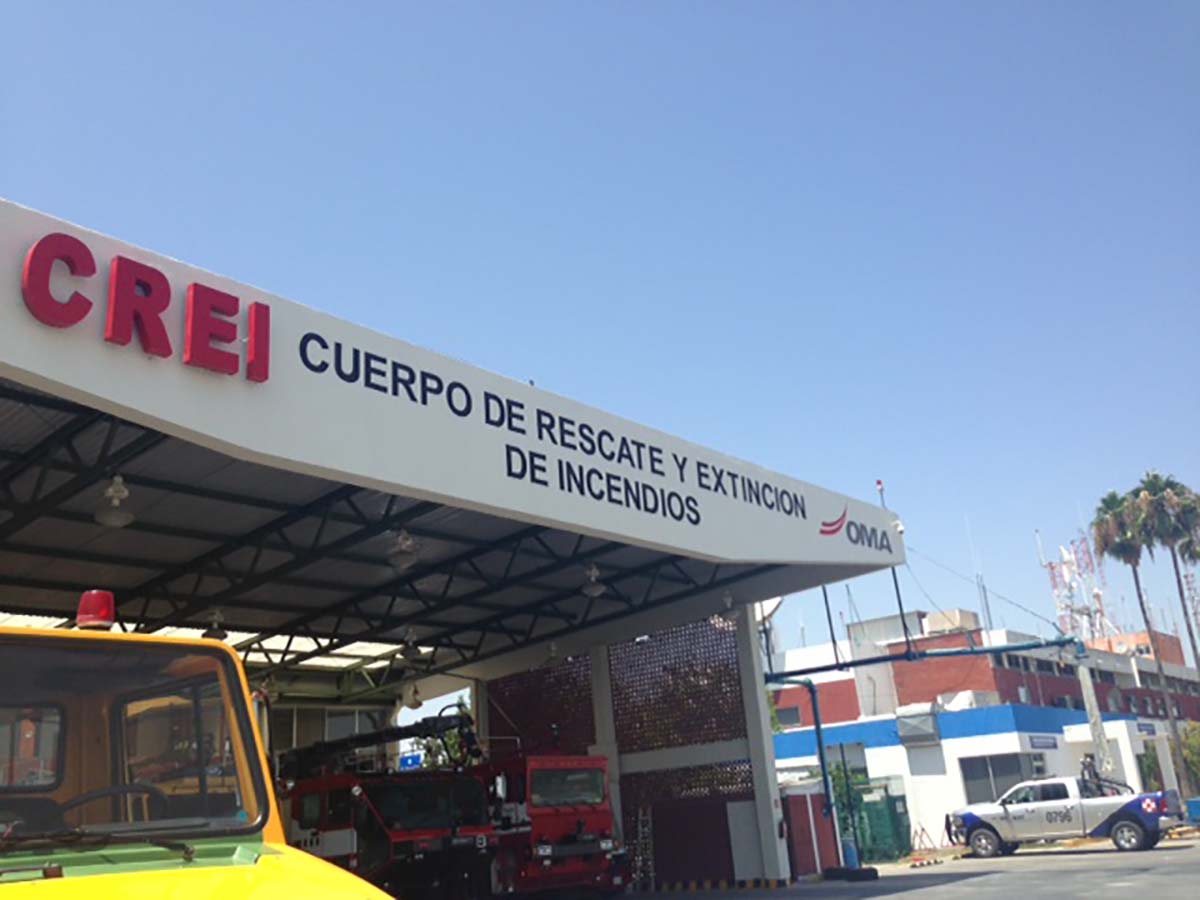 CREI
CUERPO DE RESCATE Y EXTINCION
DE INCENDIOS
OMA
0796